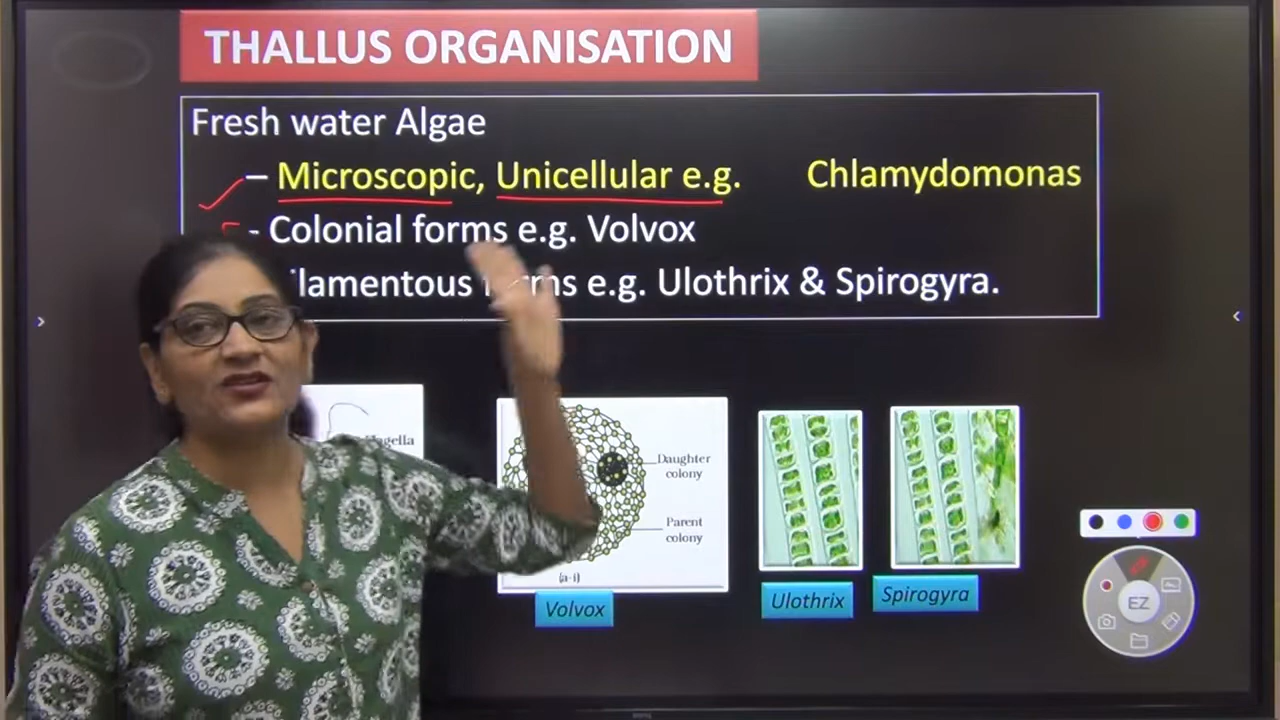 THALLUS ORGANISATION
Fresh water Algae
– Microscopic, Unicellular e.g. Chlamydomonas
- Colonial forms e.g. Volvox
e.g. Ulothrix & Spirogyra.
Daughter
colony
Parent
colony
(a-i)
Volvox
Ulothrix
Spirogyra
EZ